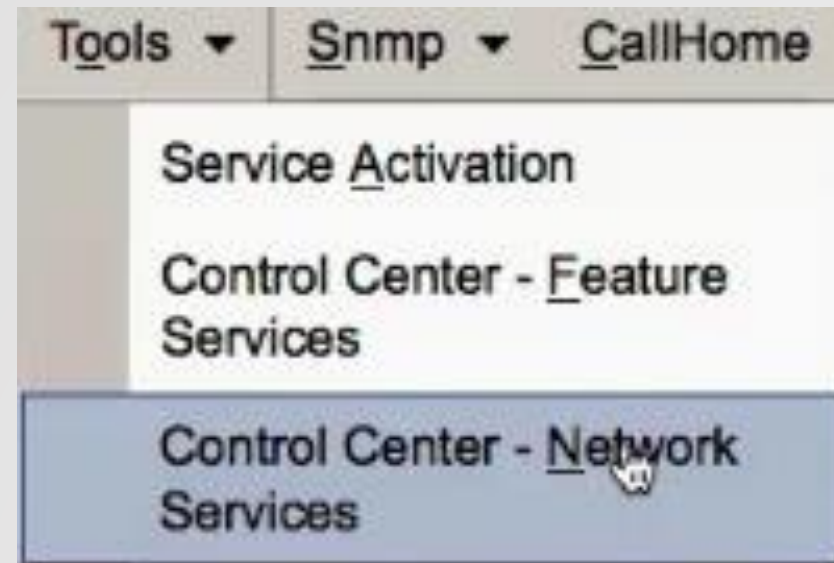 Tools Snmp CallHome
Service Activation
Control Center - Feature
Services
Control Center - Network
Services